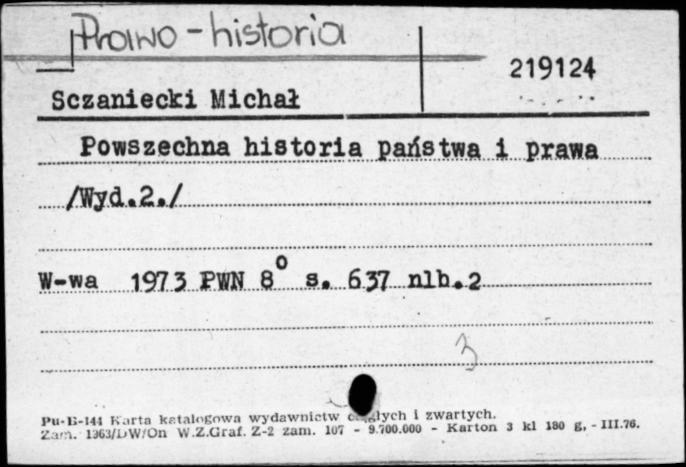 Prawo - historia
219124
Sczaniecki Michał
Powszechna historia państwa i prawa
/Wyd.2./
W-wa 1973 PWN 8° s. 637 nlb.2
3
Pu-B-144 Karta katalogowa wydawnictw ciągłych i zwartych.
Zam. 1363/DW/On W.Z.Graf. Z-2 zam. 107 - 9.700.000 - Karton 3 kl 180 g, - III.76.